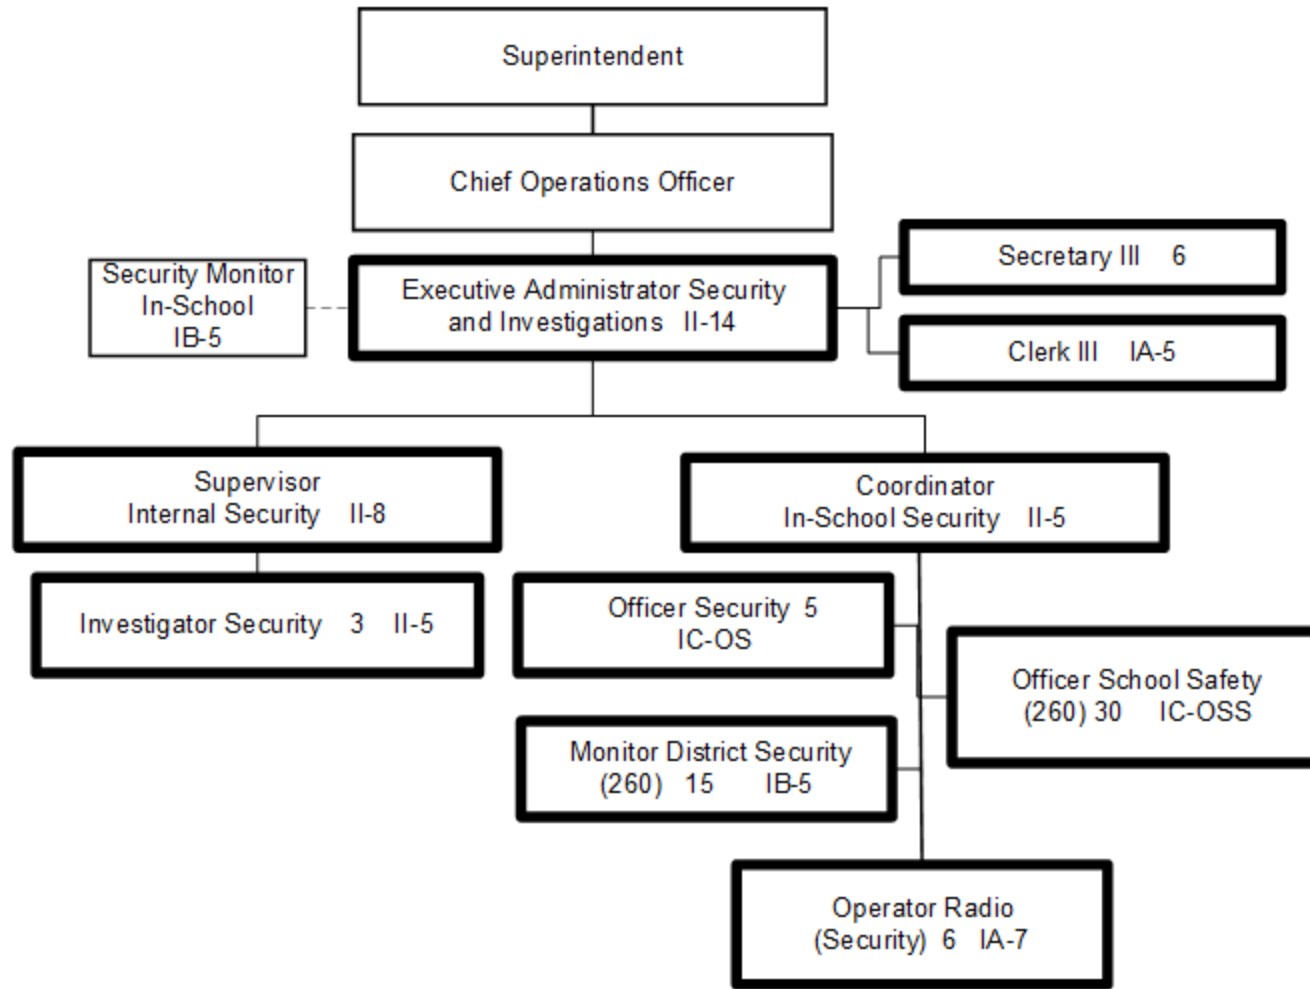 Superintendent
Chief Operations Officer
Security Monitor
In-School
IB-5
Executive Administrator Security
and Investigations II-14
Secretary III 6
Clerk III IA-5
Supervisor
Internal Security II-8
Coordinator
In-School Security II-5
Investigator Security 3 II-5
Officer Security 5
IC-OS
Officer School Safety
(260) 30 IC-OSS
Monitor District Security
(260) 15 IB-5
Operator Radio
(Security) 6 IA-7